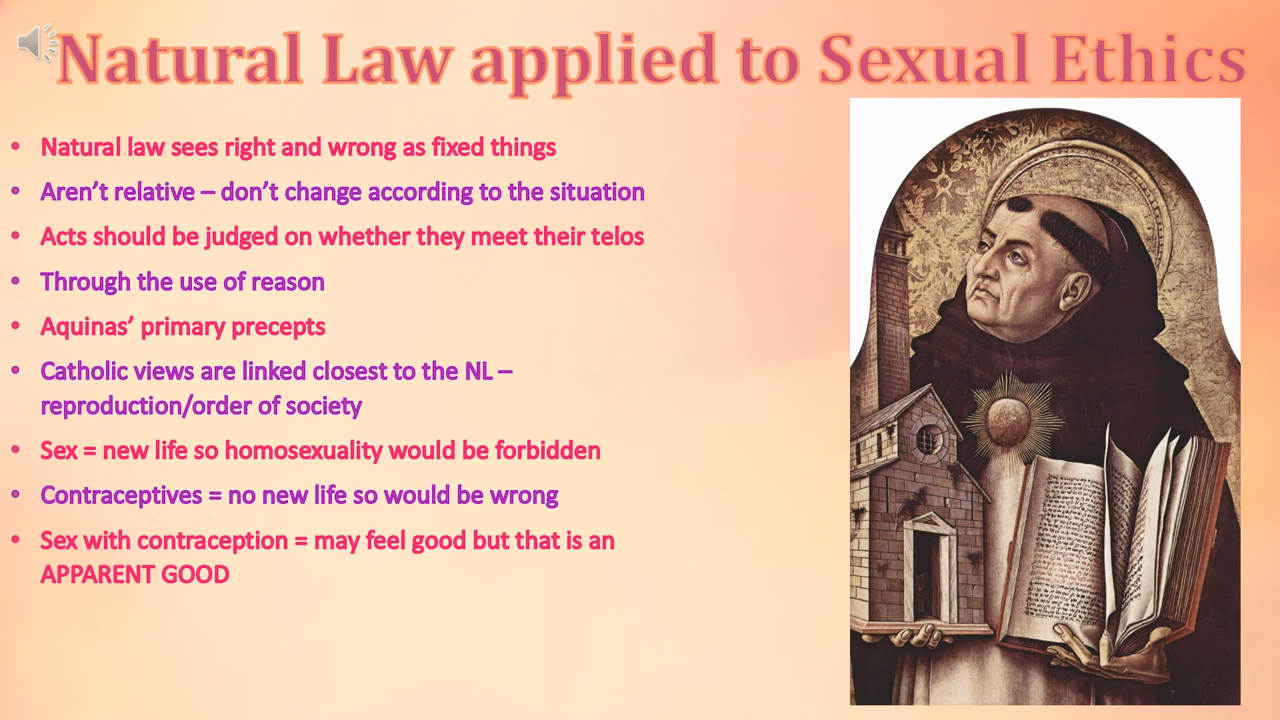 Natural Law applied to Sexual Ethics
• Natural law sees right and wrong as fixed things
• Aren’t relative – don’t change according to the situation
• Acts should be judged on whether they meet their telos
• Through the use of reason
• Aquinas’ primary precepts
• Catholic views are linked closest to the NL –
reproduction/order of society
• Sex = new life so homosexuality would be forbidden
• Contraceptives = no new life so would be wrong
• Sex with contraception = may feel good but that is an
APPARENT GOOD